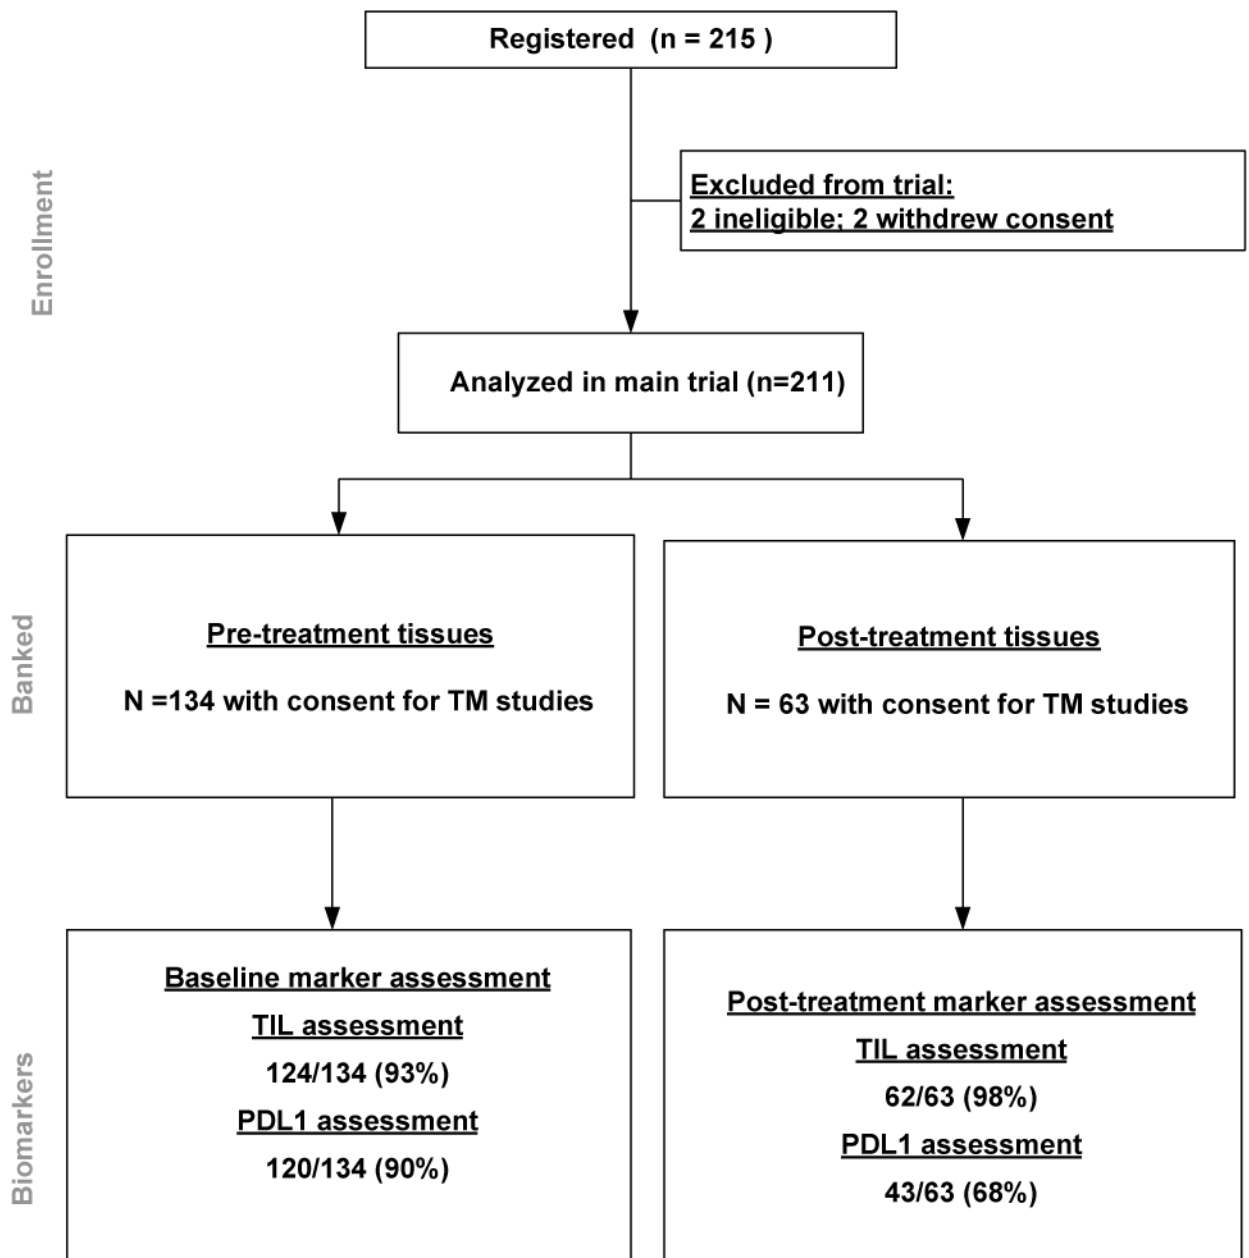 Registered (n = 215 )
Enrollment
Excluded from trial:
2 ineligible; 2 withdrew consent
Analyzed in main trial (n=211)
Banked
Pre-treatment tissues
N =134 with consent for TM studies
Post-treatment tissues
N = 63 with consent for TM studies
Biomarkers
Baseline marker assessment
TIL assessment
124/134 (93%)
PDL1 assessment
120/134 (90%)
Post-treatment marker assessment
TIL assessment
62/63 (98%)
PDL1 assessment
43/63 (68%)